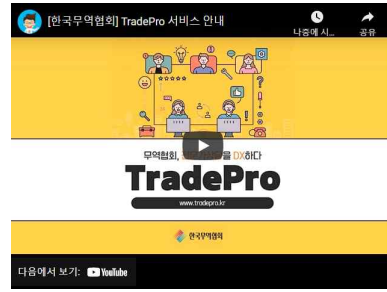 [한국무역협회] TradePro 서비스 안내
나중에 시...
공유
무역협회,
DX하다
TradePro
www.tradepro.kr
한국무역협회
다음에서 보기: YouTube